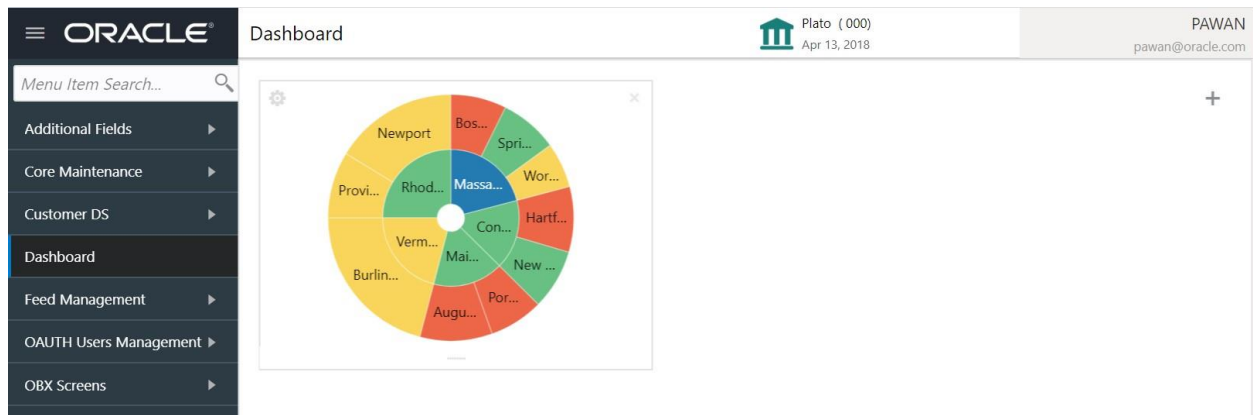 ORACLE®
Dashboard
Plato ( 000)
Apr 13, 2018
PAWAN
pawan@oracle.com
Menu Item Search...
Additional Fields
Core Maintenance
Customer DS
Dashboard
Feed Management
OAUTH Users Management
OBX Screens
Newport
Bos...
Spri...
Wor...
Provi...
Rhod...
Massa...
Hartf...
Con...
Verm...
Mai...
New ...
Burlin...
Por...
Augu...